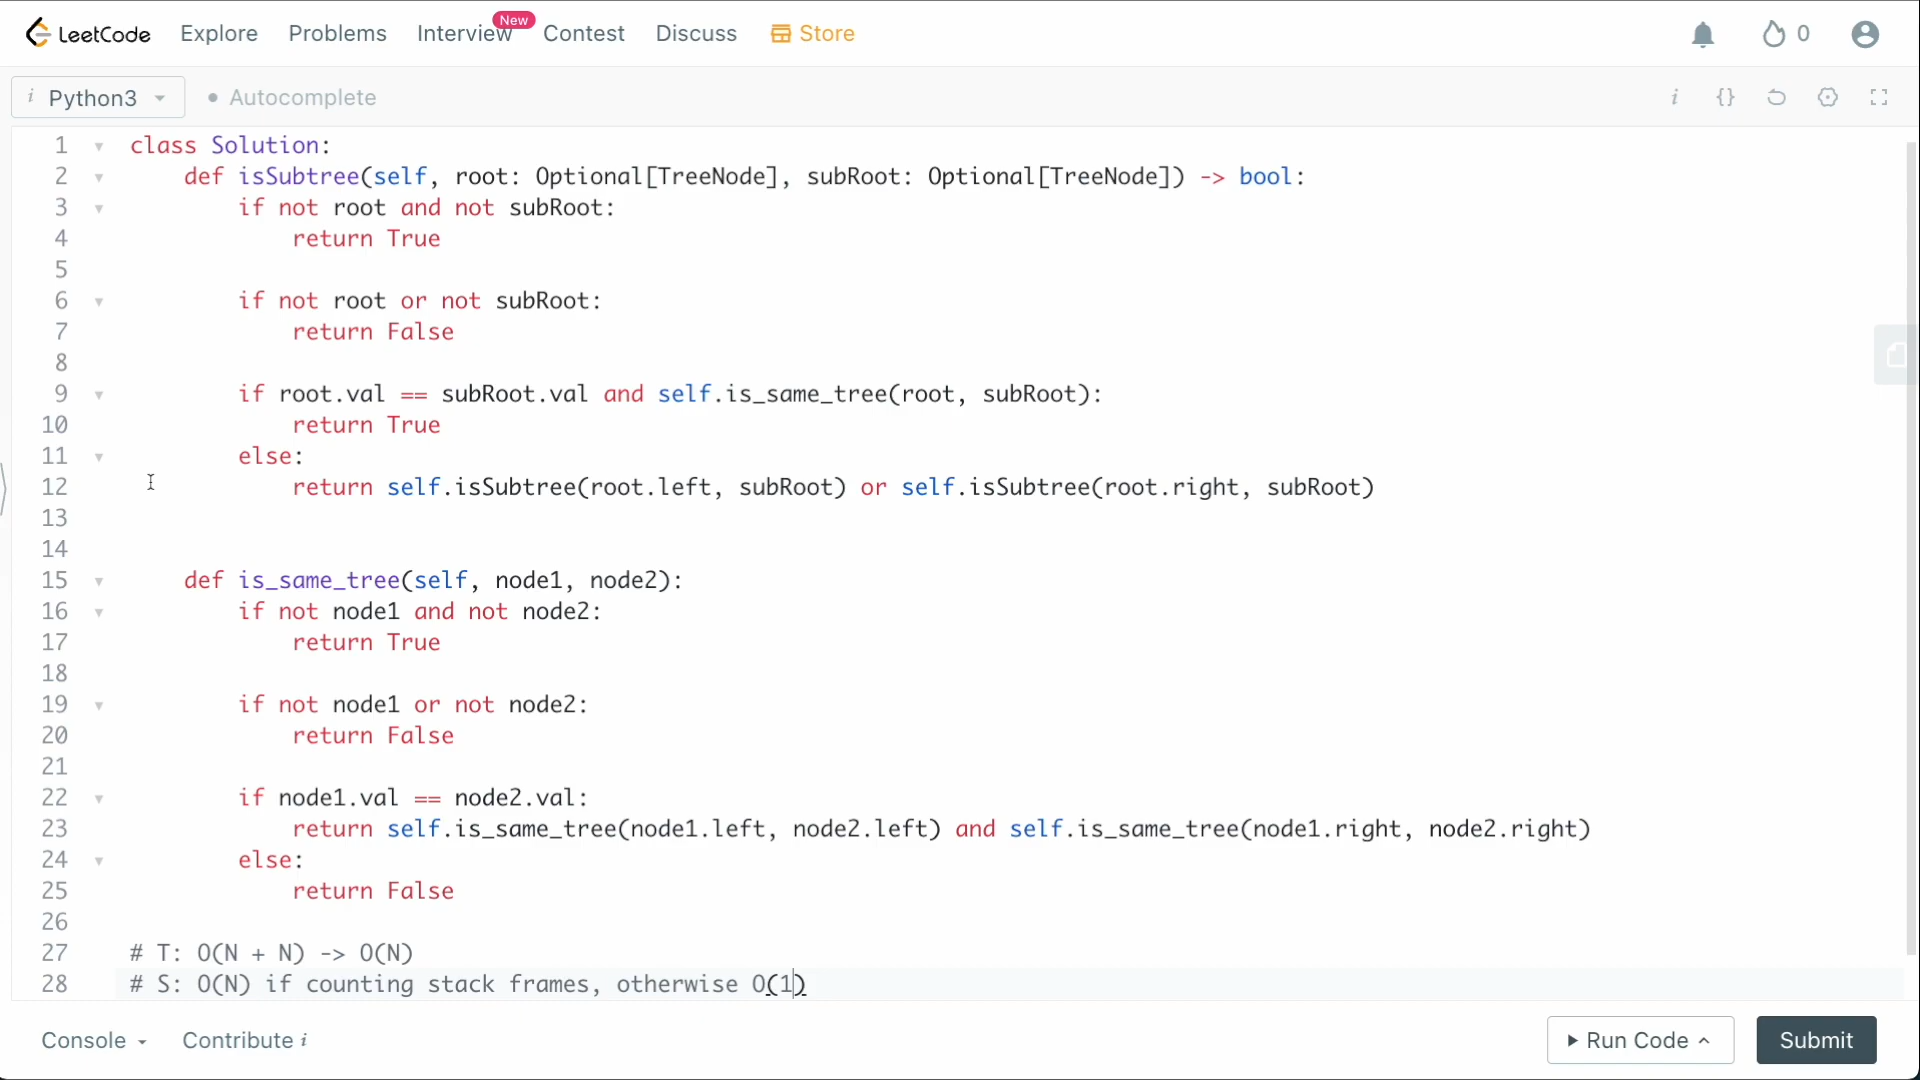 LeetCode Explore Problems Interview New Contest Discuss Store 0
i Python3 Autocomplete i {}
1 class Solution:
2     def isSubtree(self, root: Optional[TreeNode], subRoot: Optional[TreeNode]) -> bool:
3         if not root and not subRoot:
4             return True
5
6         if not root or not subRoot:
7             return False
8
9         if root.val == subRoot.val and self.is_same_tree(root, subRoot):
10             return True
11         else:
12             return self.isSubtree(root.left, subRoot) or self.isSubtree(root.right, subRoot)
13
14
15     def is_same_tree(self, node1, node2):
16         if not node1 and not node2:
17             return True
18
19         if not node1 or not node2:
20             return False
21
22         if node1.val == node2.val:
23             return self.is_same_tree(node1.left, node2.left) and self.is_same_tree(node1.right, node2.right)
24         else:
25             return False
26
27 # T: O(N + N) -> O(N)
28 # S: O(N) if counting stack frames, otherwise O(1)
Console Contribute i Run Code Submit